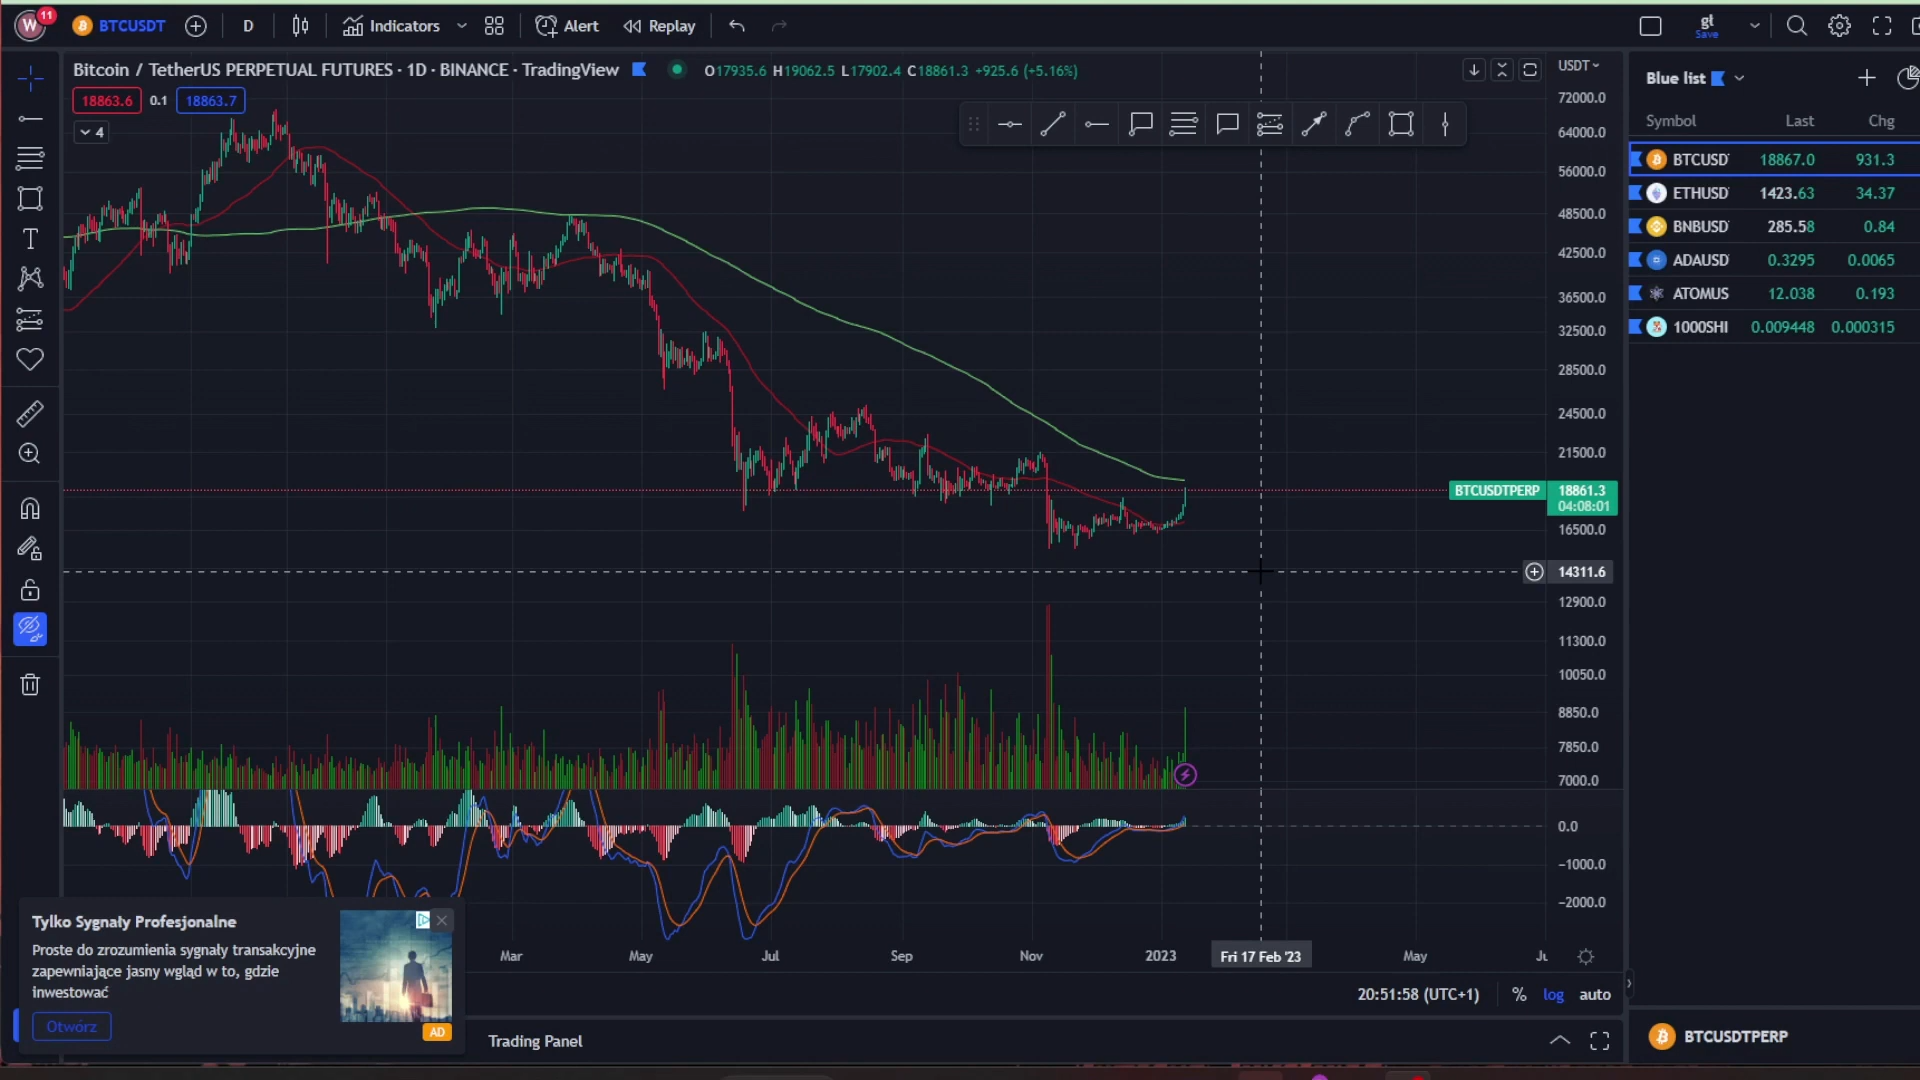 W
11
BTCUSDT
D
Indicators
Alert
Replay
gł
Save
Bitcoin / TetherUS PERPETUAL FUTURES · 1D · BINANCE · TradingView
O17935.6 H19062.5 L17902.4 C18861.3 +925.6 (+5.16%)
18863.6
0.1
18863.7
4
USDT
72000.0
64000.0
56000.0
48500.0
42500.0
36500.0
32500.0
28500.0
24500.0
21500.0
BTCUSDTPERP
18861.3
04:08:01
16500.0
14311.6
12900.0
11300.0
10050.0
8850.0
7850.0
7000.0
0.0
−1000.0
−2000.0
Mar
May
Jul
Sep
Nov
2023
Fri 17 Feb '23
May
20:51:58 (UTC+1)
%
log
auto
Trading Panel
Blue list
Symbol Last Chg
BTCUSD 18867.0 931.3
ETHUSD 1423.63 34.37
BNBUSD 285.58 0.84
ADAUSD 0.3295 0.0065
ATOMUS 12.038 0.193
1000SHI 0.009448 0.000315
BTCUSDTPERP
Tylko Sygnały Profesjonalne
Proste do zrozumienia sygnały transakcyjne
zapewniające jasny wgląd w to, gdzie
inwestować
Otwórz
AD